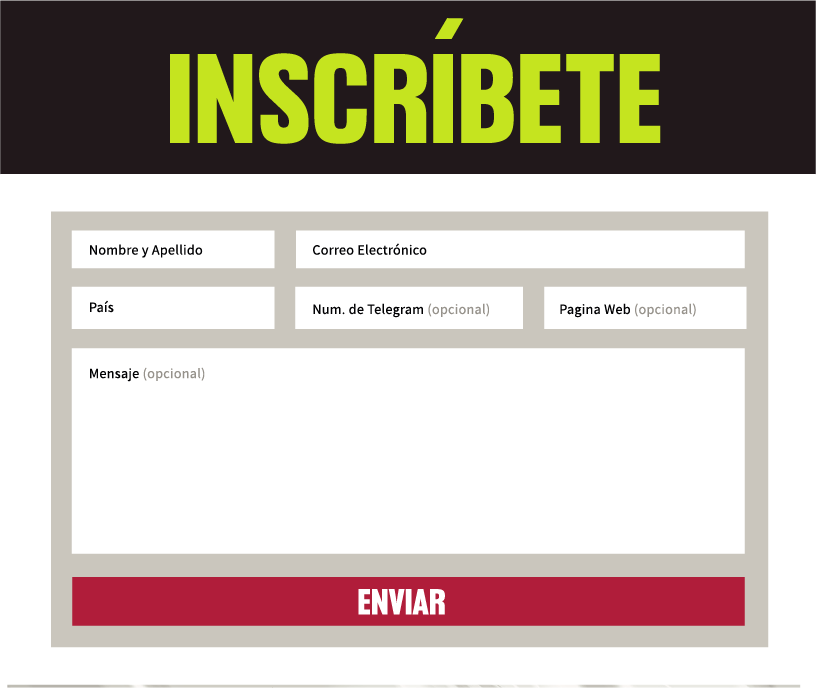 INSCRÍBETE
Nombre y Apellido
Correo Electrónico
País
Num. de Telegram (opcional)
Pagina Web (opcional)
Mensaje (opcional)
ENVIAR